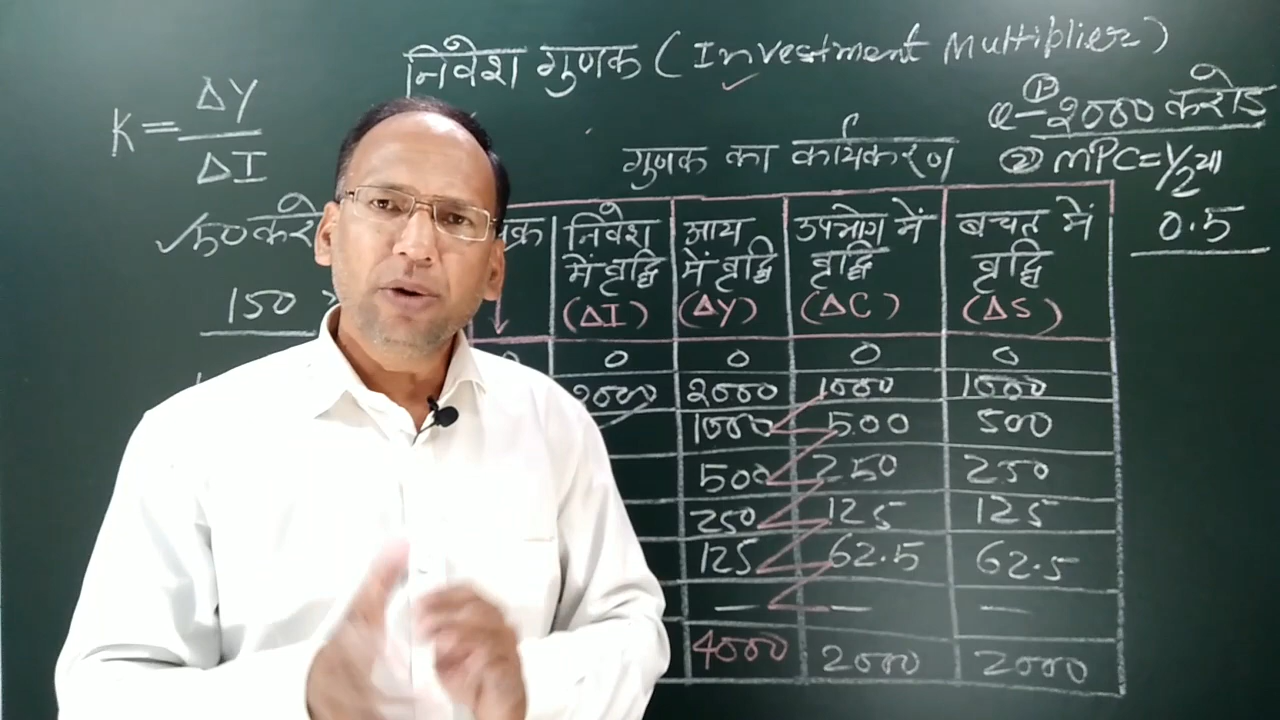 निवेश गुणक ( Investment Multiplier )
K = ΔY / ΔI
① 2000 करोड
② MPC = 1/2 या
0.5
गुणक का कार्यकरण
✓50 करो
150
निवेश में वृद्धि (ΔI) आय में वृद्धि (ΔY) उपभोग में वृद्धि (ΔC) बचत में वृद्धि (ΔS)
0 0 0 0
2000 2000 1000 1000
1000 500 500
500 250 250
250 125 125
125 62.5 62.5
— — —
4000 2000 2000